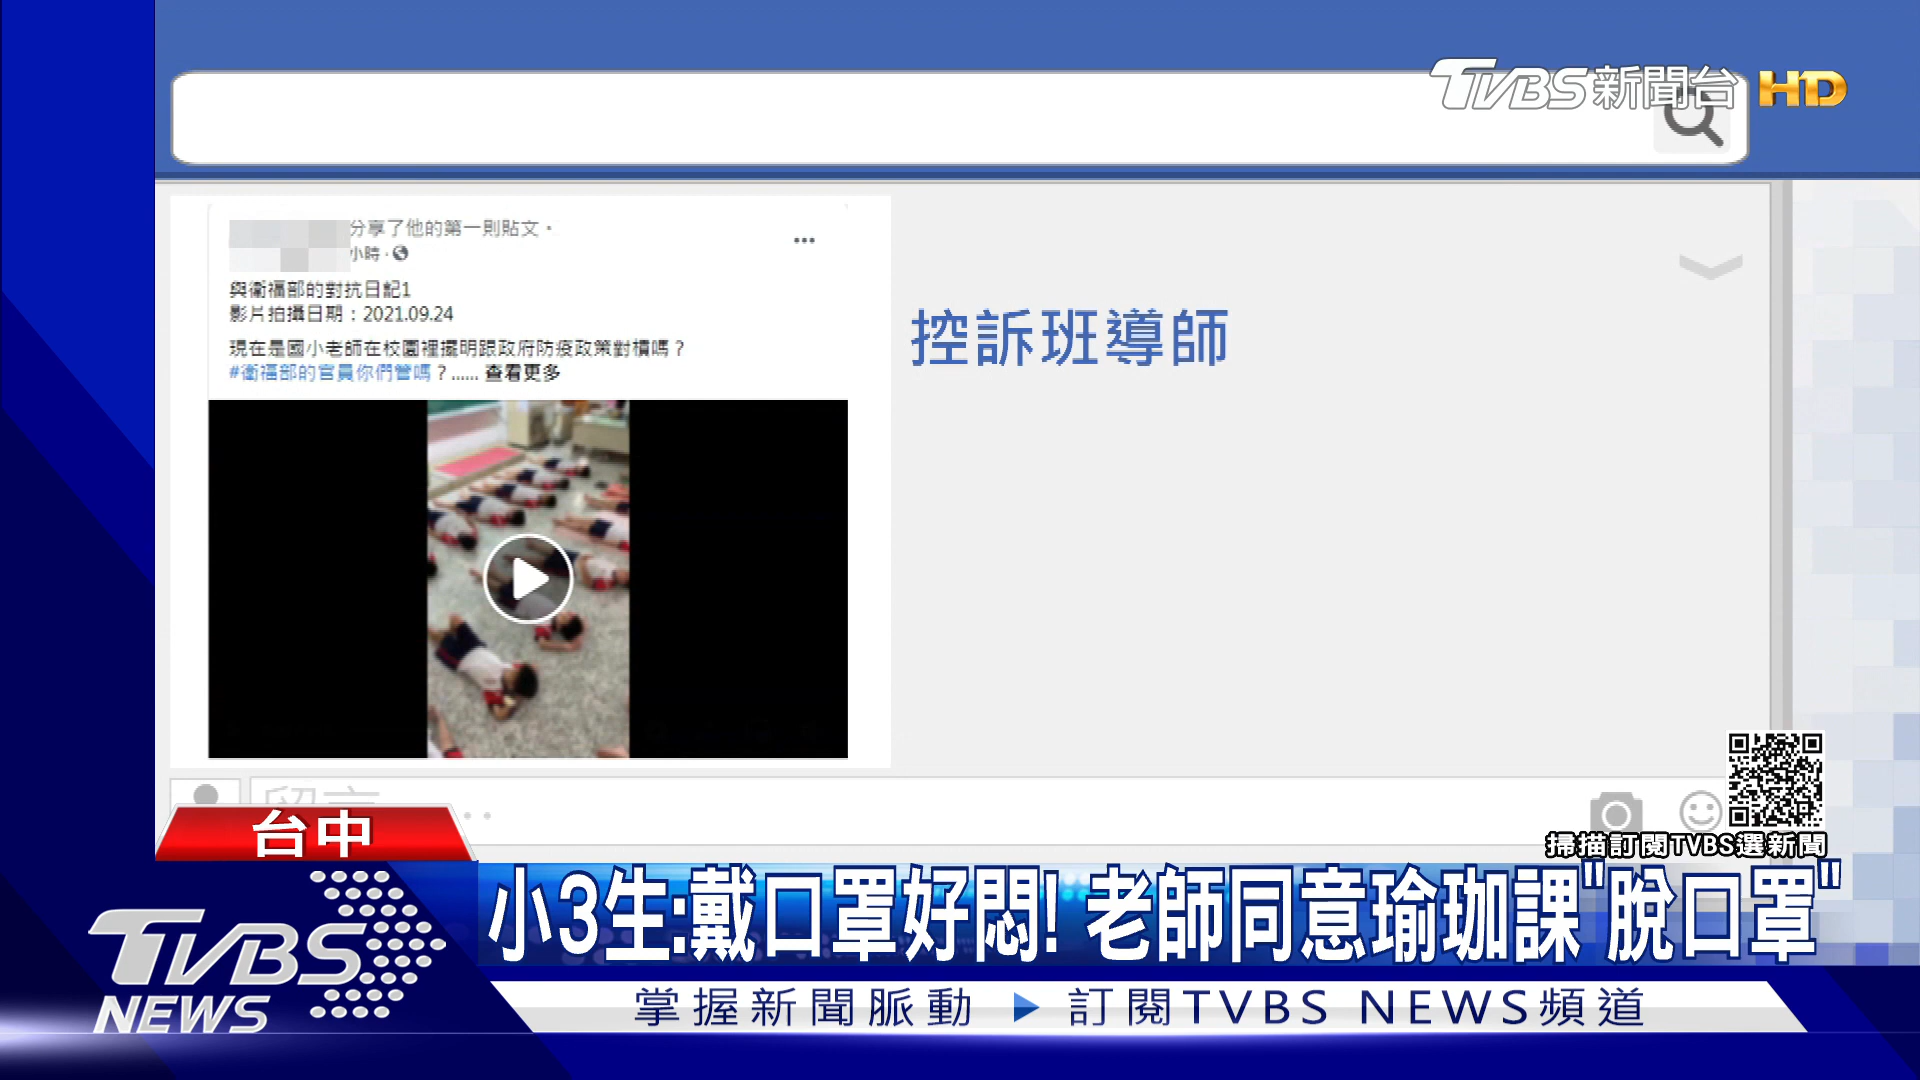 TVBS新聞台 HD
分享了他的第一則貼文。
小時 ·
與衛福部的對抗日記1
影片拍攝日期：2021.09.24
現在是國小老師在校園裡擺明跟政府防疫政策對槓嗎？
#衛福部的官員你們管嗎？...... 查看更多
控訴班導師
留言
掃描訂閱TVBS選新聞
台中
小3生:戴口罩好悶! 老師同意瑜珈課"脫口罩"
TVBS NEWS
掌握新聞脈動 ▶ 訂閱TVBS NEWS頻道